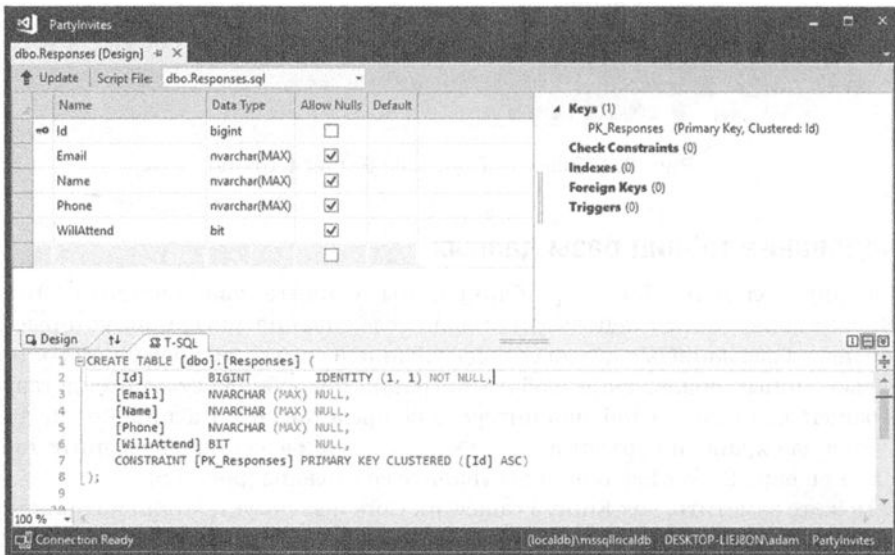 PartyInvites
dbo.Responses [Design]
Update Script File: dbo.Responses.sql
Name Data Type Allow Nulls Default
Id bigint
Email nvarchar(MAX)
Name nvarchar(MAX)
Phone nvarchar(MAX)
WillAttend bit
Keys (1)
PK_Responses (Primary Key, Clustered: Id)
Check Constraints (0)
Indexes (0)
Foreign Keys (0)
Triggers (0)
Design T-SQL
1 CREATE TABLE [dbo].[Responses] (
2 [Id] BIGINT IDENTITY (1, 1) NOT NULL,
3 [Email] NVARCHAR (MAX) NULL,
4 [Name] NVARCHAR (MAX) NULL,
5 [Phone] NVARCHAR (MAX) NULL,
6 [WillAttend] BIT NULL,
7 CONSTRAINT [PK_Responses] PRIMARY KEY CLUSTERED ([Id] ASC)
8 );
9
100 %
Connection Ready (localdb)\mssqllocaldb DESKTOP-LIEJ8ON\adam PartyInvites